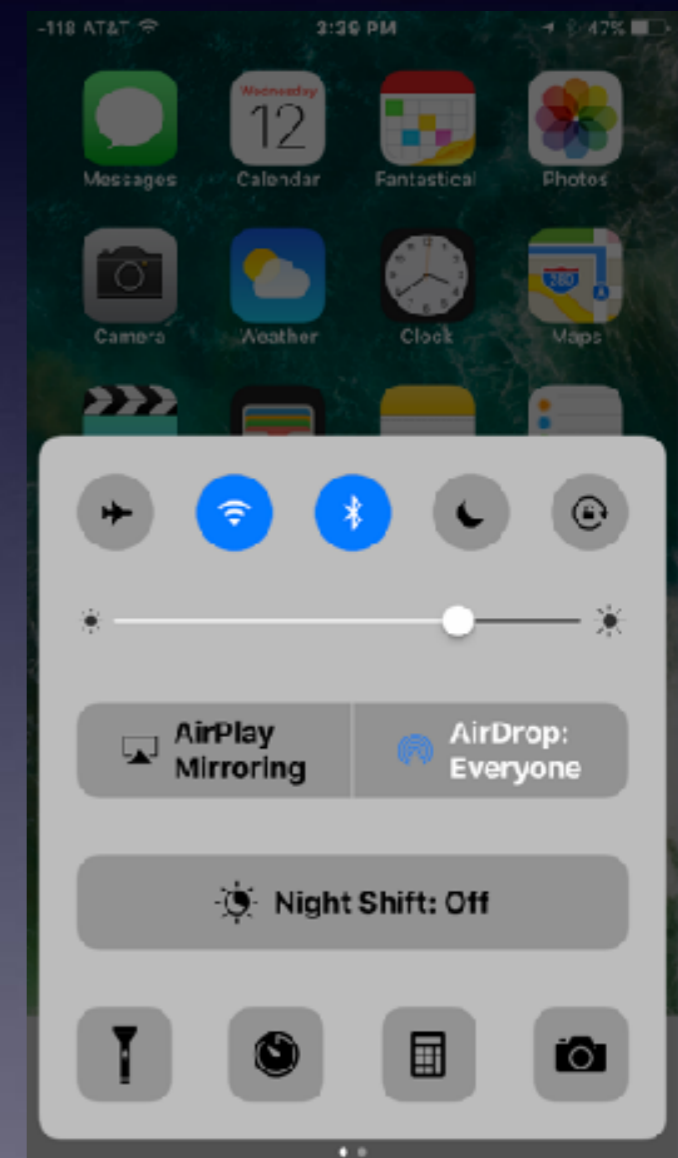 -118 AT&T 3:39 PM 47%
Wednesday
12
Messages Calendar Fantastical Photos
280
Camera Weather Clock Maps
AirPlay
Mirroring
AirDrop:
Everyone
Night Shift: Off